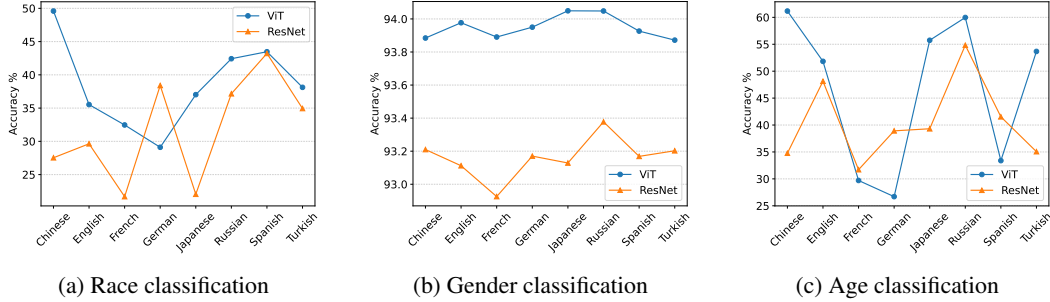 50
45
40
35
30
25
Accuracy %
ViT
ResNet
Chinese
English
French
German
Japanese
Russian
Spanish
Turkish
(a) Race classification
94.0
93.8
93.6
93.4
93.2
93.0
Accuracy %
ViT
ResNet
Chinese
English
French
German
Japanese
Russian
Spanish
Turkish
(b) Gender classification
60
55
50
45
40
35
30
25
Accuracy %
ViT
ResNet
Chinese
English
French
German
Japanese
Russian
Spanish
Turkish
(c) Age classification